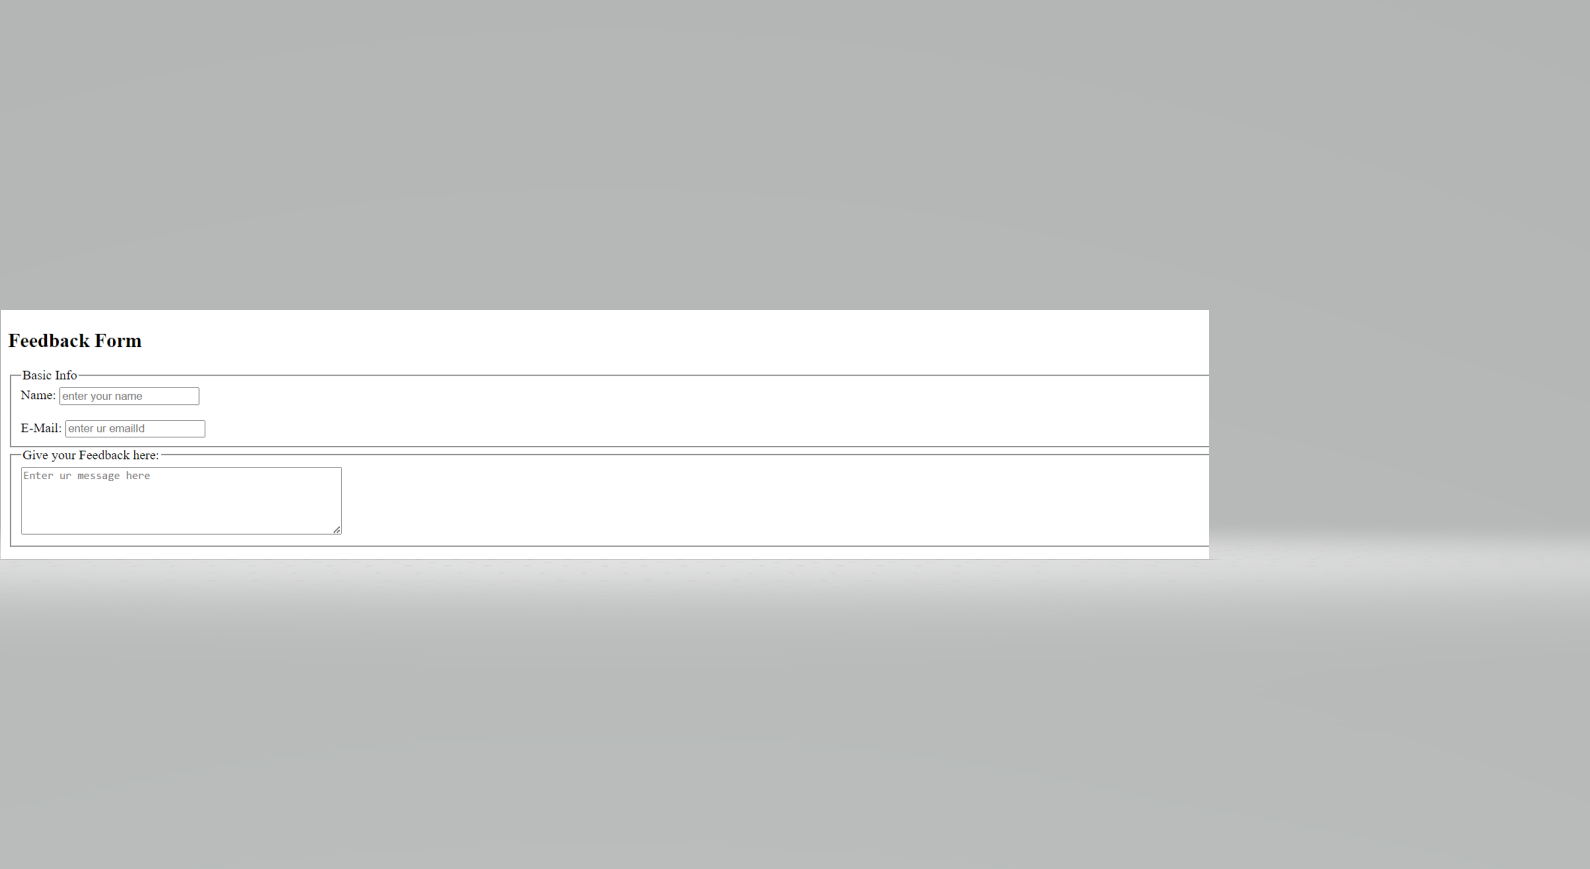 Feedback Form
Basic Info
Name: enter your name
E-Mail: enter ur emailId
Give your Feedback here:
Enter ur message here